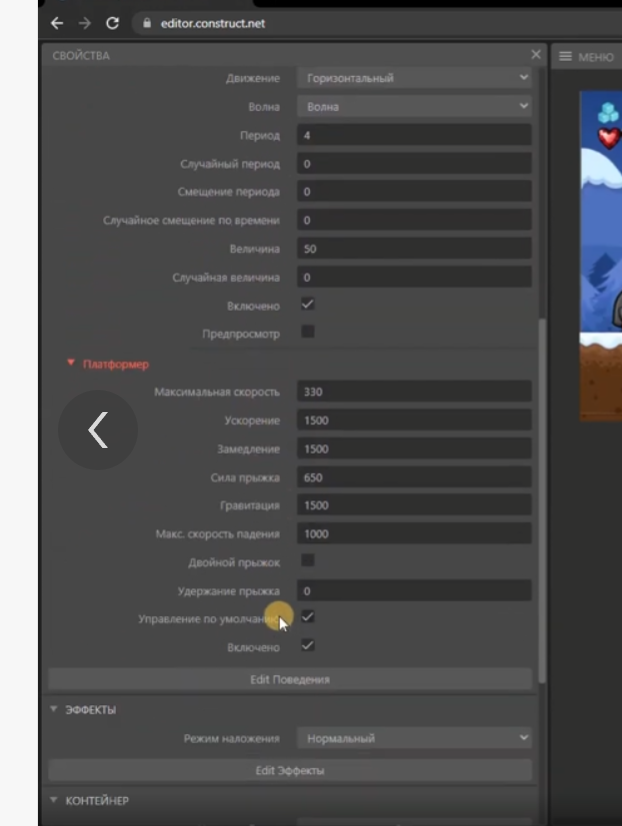 editor.construct.net
СВОЙСТВА
МЕНЮ
Движение Горизонтальный
Волна Волна
Период 4
Случайный период 0
Смещение периода 0
Случайное смещение по времени 0
Величина 50
Случайная величина 0
Включено
Предпросмотр
Платформер
Максимальная скорость 330
Ускорение 1500
Замедление 1500
Сила прыжка 650
Гравитация 1500
Макс. скорость падения 1000
Двойной прыжок
Удержание прыжка 0
Управление по умолчанию
Включено
Edit Поведения
ЭФФЕКТЫ
Режим наложения Нормальный
Edit Эффекты
КОНТЕЙНЕР